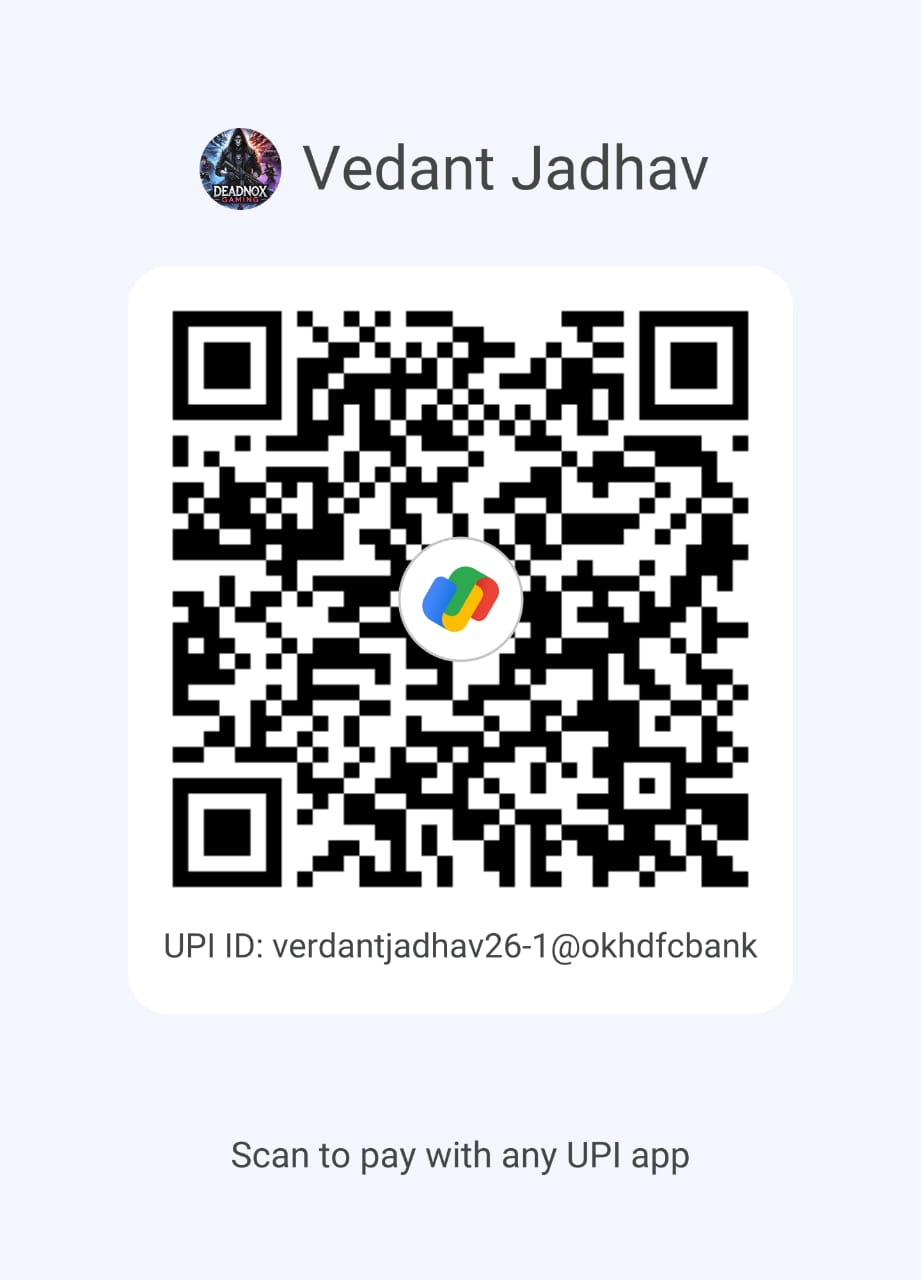 DEADNOX
GAMING
Vedant Jadhav
UPI ID: verdantjadhav26-1@okhdfcbank
Scan to pay with any UPI app